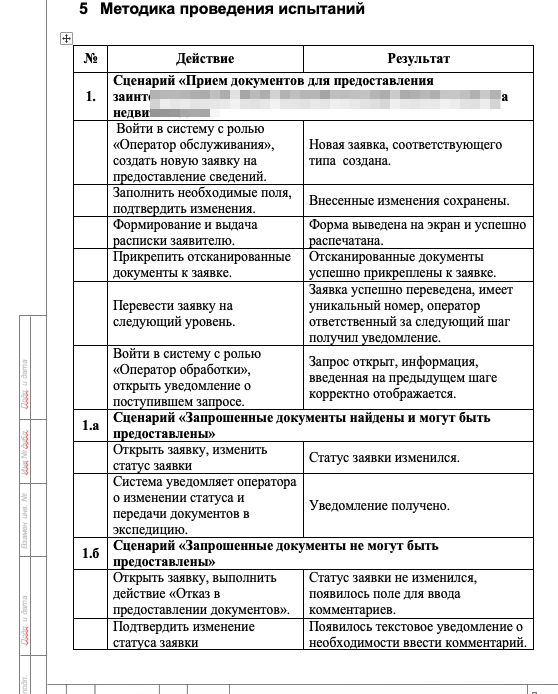 5 Методика проведения испытаний
№ Действие Результат
1. Сценарий «Прием документов для предоставления
а
Войти в систему с ролью
«Оператор обслуживания»,
создать новую заявку на
предоставление сведений.
Новая заявка, соответствующего
типа создана.
Заполнить необходимые поля,
подтвердить изменения.
Внесенные изменения сохранены.
Формирование и выдача
расписки заявителю.
Форма выведена на экран и успешно
распечатана.
Прикрепить отсканированные
документы к заявке.
Отсканированные документы
успешно прикреплены к заявке.
Перевести заявку на
следующий уровень.
Заявка успешно переведена, имеет
уникальный номер, оператор
ответственный за следующий шаг
получил уведомление.
Войти в систему с ролью
«Оператор обработки»,
открыть уведомление о
поступившем запросе.
Запрос открыт, информация,
введенная на предыдущем шаге
корректно отображается.
1.а Сценарий «Запрошенные документы найдены и могут быть
предоставлены»
Открыть заявку, изменить
статус заявки
Статус заявки изменился.
Система уведомляет оператора
о изменении статуса и
передачи документов в
экспедицию.
Уведомление получено.
1.б Сценарий «Запрошенные документы не могут быть
предоставлены»
Открыть заявку, выполнить
действие «Отказ в
предоставлении документов».
Статус заявки не изменился,
появилось поле для ввода
комментариев.
Подтвердить изменение
статуса заявки
Появилось текстовое уведомление о
необходимости ввести комментарий.
Подп. и дата
Инв № дубл.
Взамен инв. №
Подп. и дата
подп.